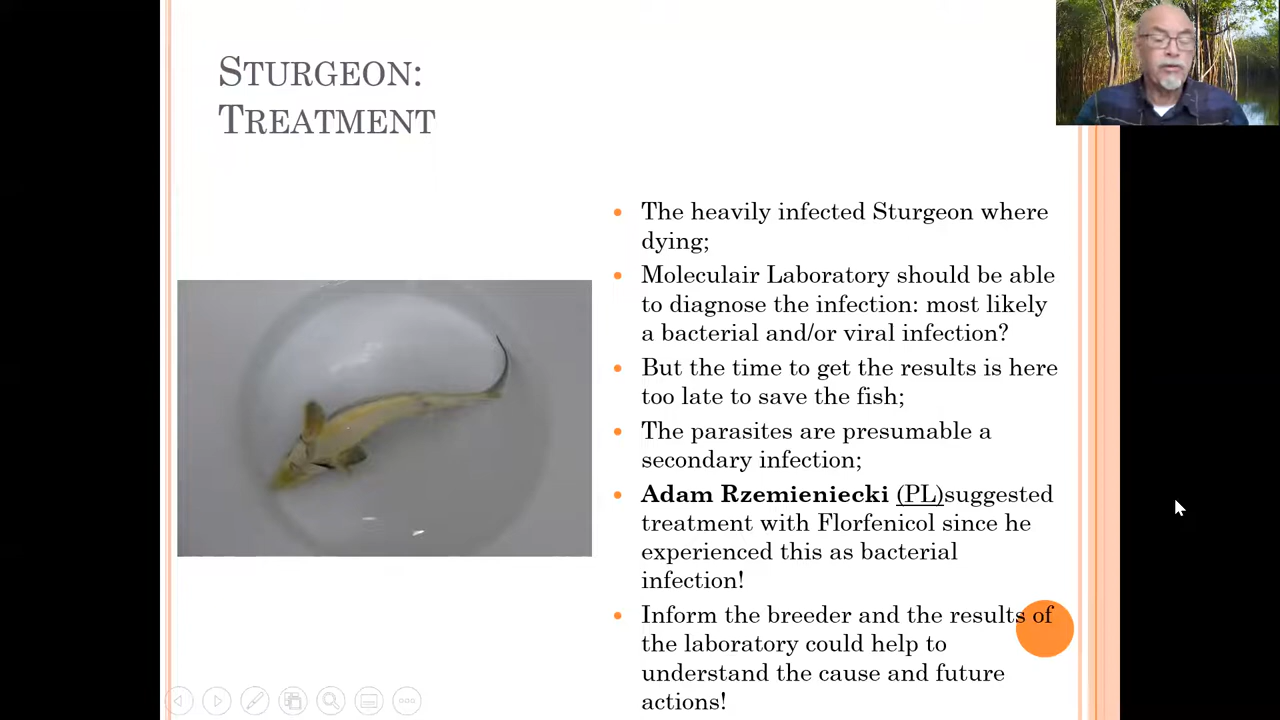 STURGEON:
TREATMENT
The heavily infected Sturgeon where
dying;
Moleculair Laboratory should be able
to diagnose the infection: most likely
a bacterial and/or viral infection?
But the time to get the results is here
too late to save the fish;
The parasites are presumable a
secondary infection;
Adam Rzemieniecki (PL)suggested
treatment with Florfenicol since he
experienced this as bacterial
infection!
Inform the breeder and the results of
the laboratory could help to
understand the cause and future
actions!